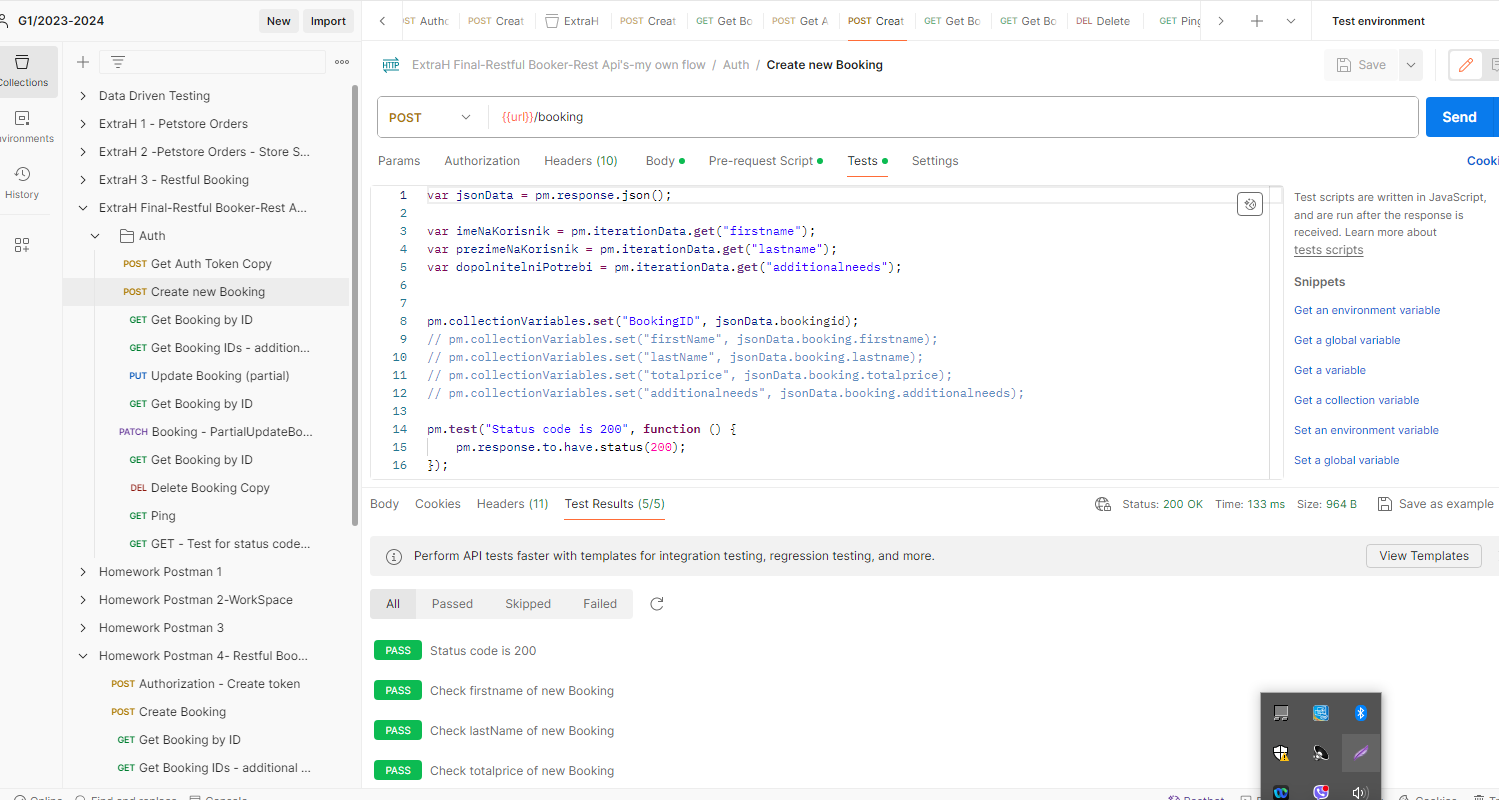 G1/2023-2024
New
Import
Auth
POST Creat
ExtraH
POST Creat
GET Get Bo
POST Get A
POST Creat
GET Get Bo
GET Get Bo
DEL Delete
GET Ping
Test environment
Collections
History
Data Driven Testing
ExtraH 1 - Petstore Orders
ExtraH 2 -Petstore Orders - Store S...
ExtraH 3 - Restful Booking
ExtraH Final-Restful Booker-Rest A...
Auth
POST Get Auth Token Copy
POST Create new Booking
GET Get Booking by ID
GET Get Booking IDs - addition...
PUT Update Booking (partial)
GET Get Booking by ID
PATCH Booking - PartialUpdateBo...
GET Get Booking by ID
DEL Delete Booking Copy
GET Ping
GET GET - Test for status code...
Homework Postman 1
Homework Postman 2-WorkSpace
Homework Postman 3
Homework Postman 4- Restful Boo...
POST Authorization - Create token
POST Create Booking
GET Get Booking by ID
GET Get Booking IDs - additional ...
Online Find and replace Console
HTTP ExtraH Final-Restful Booker-Rest Api's-my own flow / Auth / Create new Booking
Save
POST {{url}}/booking
Send
Params Authorization Headers (10) Body Pre-request Script Tests Settings
Cooki
1 var jsonData = pm.response.json();
2
3 var imeNaKorisnik = pm.iterationData.get("firstname");
4 var prezimeNaKorisnik = pm.iterationData.get("lastname");
5 var dopolnitelniPotrebi = pm.iterationData.get("additionalneeds");
6
7
8 pm.collectionVariables.set("BookingID", jsonData.bookingid);
9 // pm.collectionVariables.set("firstName", jsonData.booking.firstname);
10 // pm.collectionVariables.set("lastName", jsonData.booking.lastname);
11 // pm.collectionVariables.set("totalprice", jsonData.booking.totalprice);
12 // pm.collectionVariables.set("additionalneeds", jsonData.booking.additionalneeds);
13
14 pm.test("Status code is 200", function () {
15 pm.response.to.have.status(200);
16 });
Test scripts are written in JavaScript,
and are run after the response is
received. Learn more about
tests scripts
Snippets
Get an environment variable
Get a global variable
Get a variable
Get a collection variable
Set an environment variable
Set a global variable
Body Cookies Headers (11) Test Results (5/5)
Status: 200 OK Time: 133 ms Size: 964 B Save as example
Perform API tests faster with templates for integration testing, regression testing, and more.
View Templates
All Passed Skipped Failed
PASS Status code is 200
PASS Check firstname of new Booking
PASS Check lastName of new Booking
PASS Check totalprice of new Booking
Postbot
Cookies